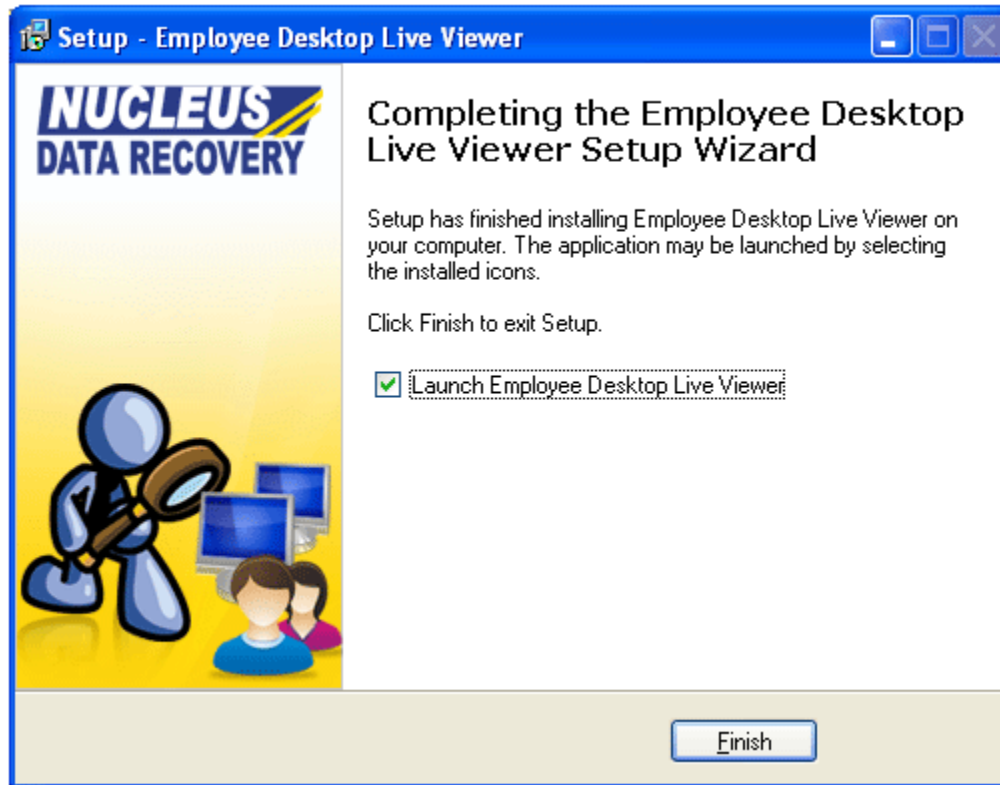 Setup - Employee Desktop Live Viewer
NUCLEUS
DATA RECOVERY
Completing the Employee Desktop
Live Viewer Setup Wizard
Setup has finished installing Employee Desktop Live Viewer on
your computer. The application may be launched by selecting
the installed icons.
Click Finish to exit Setup.
Launch Employee Desktop Live Viewer
Finish